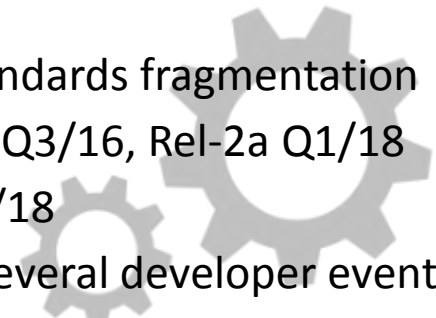 ndards fragmentation
Q3/16, Rel-2a Q1/18
/18
everal developer event